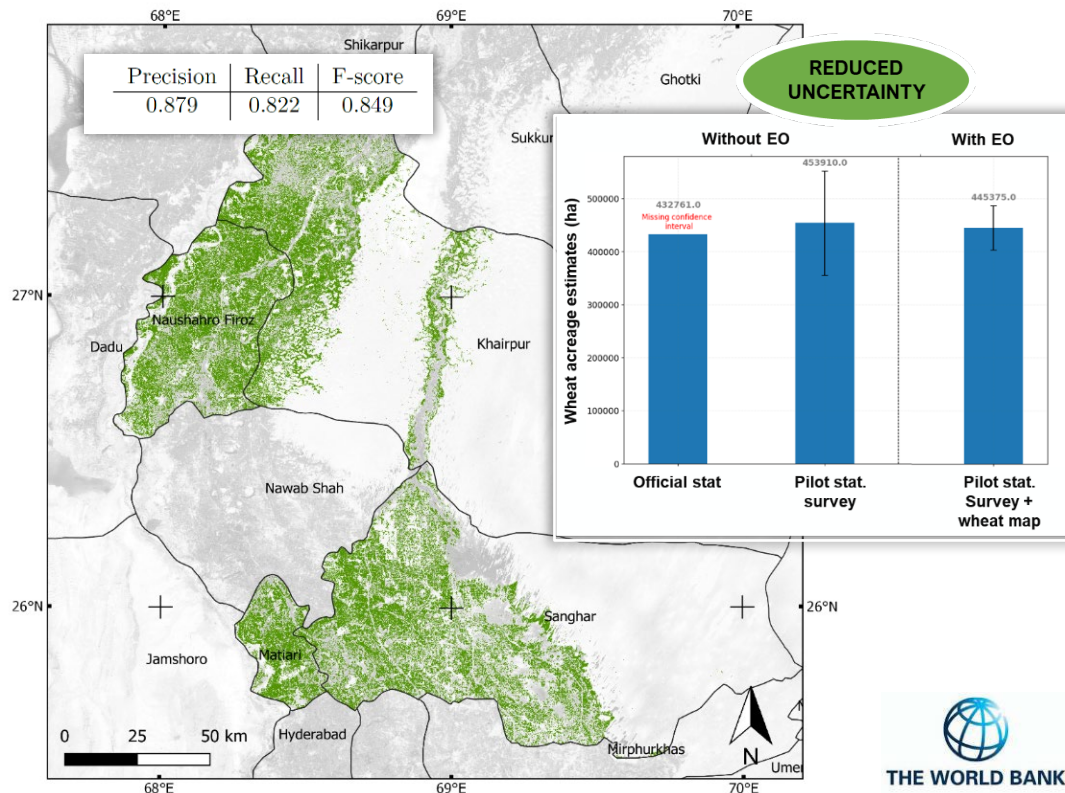 68°E
69°E
70°E
Shikarpur
Precision Recall F-score
0.879 0.822 0.849
Ghotki
REDUCED
UNCERTAINTY
Sukkur
Without EO
With EO
Wheat acreage estimates (ha)
500000
400000
300000
200000
100000
0
432761.0
Missing confidence
interval
453910.0
445375.0
Official stat
Pilot stat.
survey
Pilot stat.
Survey +
wheat map
27°N
Naushahro Firoz
Dadu
Khairpur
Nawab Shah
26°N
26°N
Sanghar
Jamshoro
Matiari
0 25 50 km
Hyderabad
Mirphurkhas
N
Umer
68°E
69°E
70°E
THE WORLD BANK